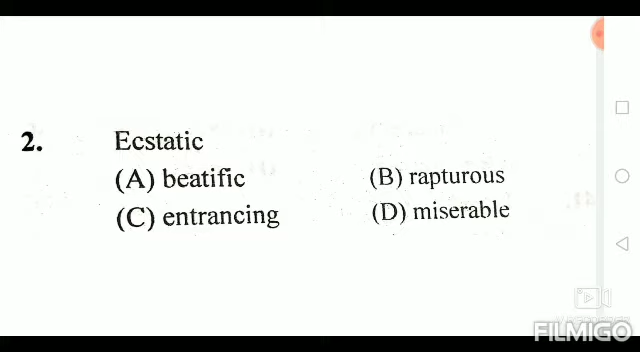 2. Ecstatic
(A) beatific (B) rapturous
(C) entrancing (D) miserable
FILMIGO